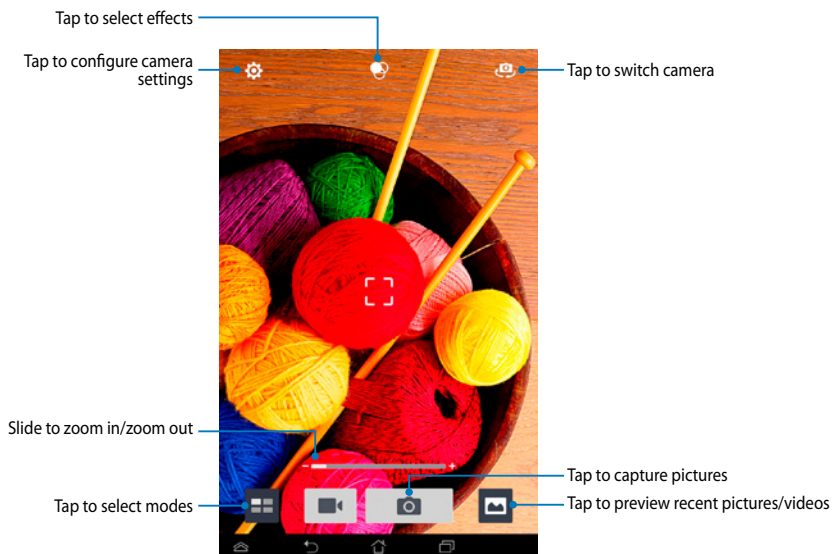 Tap to select effects
Tap to configure camera
settings
Tap to switch camera
Slide to zoom in/zoom out
Tap to capture pictures
Tap to select modes
Tap to preview recent pictures/videos